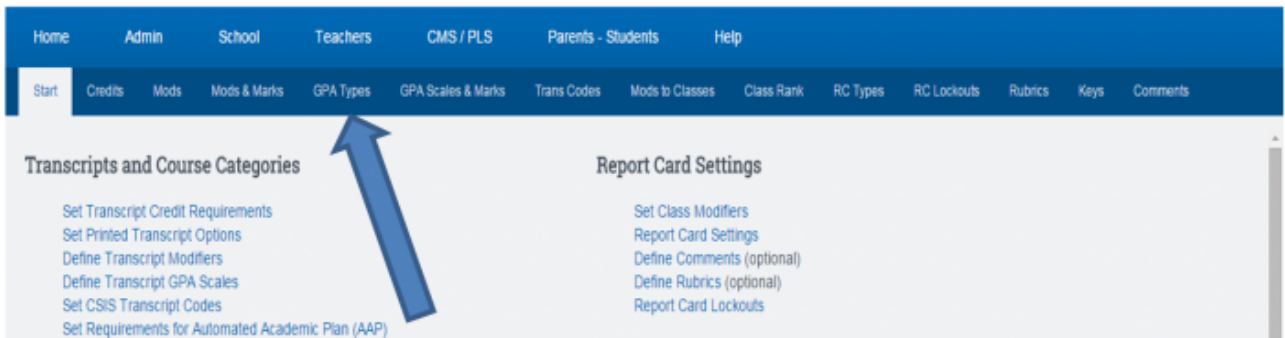 Home Admin School Teachers CMS / PLS Parents - Students Help
Start Credits Mods Mods & Marks GPA Types GPA Scales & Marks Trans Codes Mods to Classes Class Rank RC Types RC Lockouts Rubrics Keys Comments
Transcripts and Course Categories
Set Transcript Credit Requirements
Set Printed Transcript Options
Define Transcript Modifiers
Define Transcript GPA Scales
Set CSIS Transcript Codes
Set Requirements for Automated Academic Plan (AAP)
Report Card Settings
Set Class Modifiers
Report Card Settings
Define Comments (optional)
Define Rubrics (optional)
Report Card Lockouts